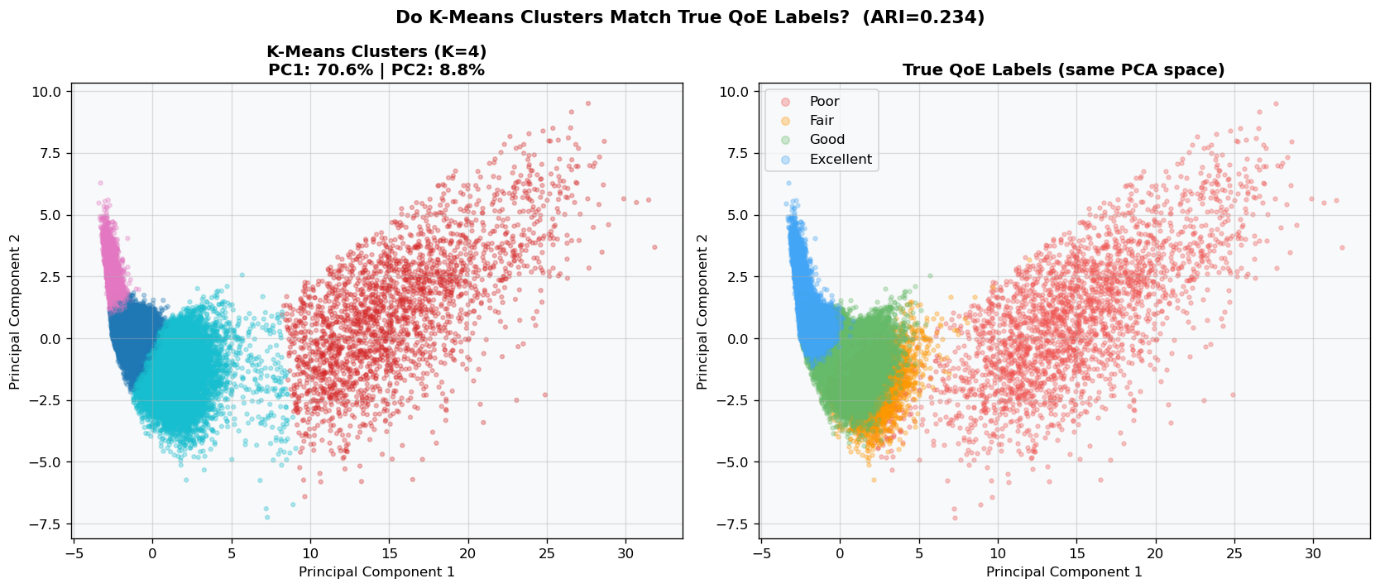 Do K-Means Clusters Match True QoE Labels?  (ARI=0.234)
K-Means Clusters (K=4)
PC1: 70.6% | PC2: 8.8%
10.0
7.5
5.0
2.5
0.0
−2.5
−5.0
−7.5
Principal Component 2
−5
0
5
10
15
20
25
30
Principal Component 1
True QoE Labels (same PCA space)
Poor
Fair
Good
Excellent
10.0
7.5
5.0
2.5
0.0
−2.5
−5.0
−7.5
Principal Component 2
−5
0
5
10
15
20
25
30
Principal Component 1